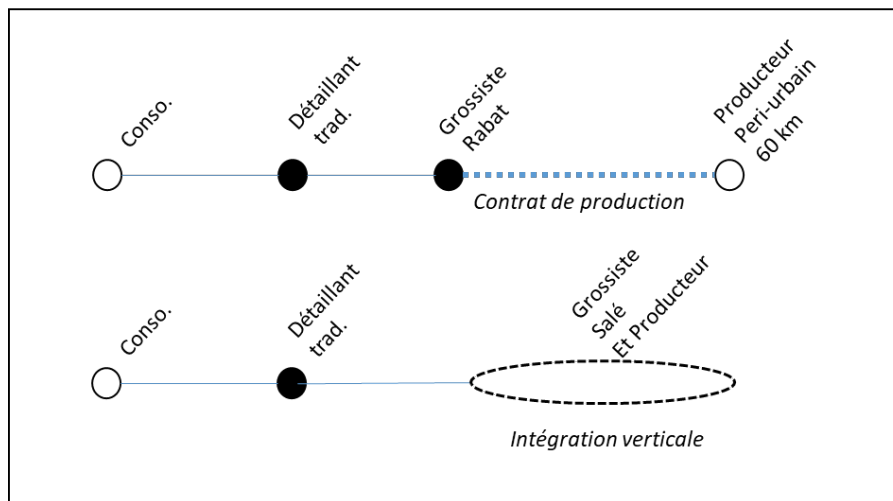 Conso.
Détaillant
trad.
Grossiste
Rabat
Producteur
Peri-urbain
60 km
Contrat de production
Conso.
Détaillant
trad.
Grossiste
Salé
Et Producteur
Intégration verticale